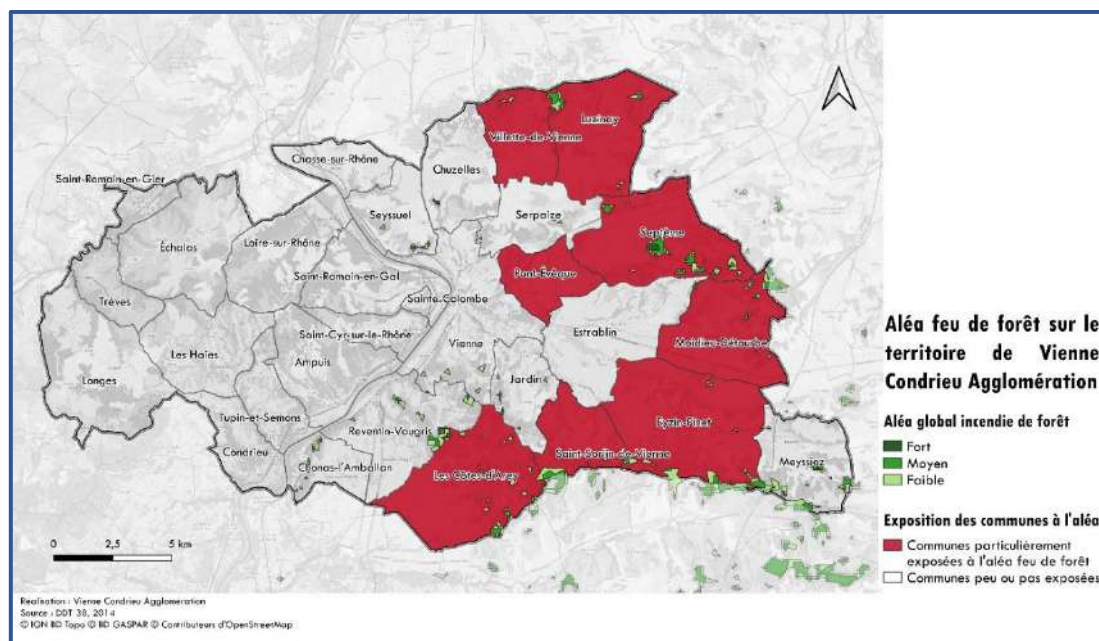 Villette-de-Vienne
Luzinay
Chasse-sur-Rhône
Chuzelles
Saint-Romain-en-Gier
Seyssuel
Serpaize
Échalas
Loire-sur-Rhône
Septème
Saint-Romain-en-Gal
Pont-Évêque
Trèves
Sainte-Colombe
Estrablin
Saint-Cyr-sur-le-Rhône
Vienne
Moidieu-Détourbe
Les Haies
Ampuis
Longes
Jardin
Tupin-et-Semons
Eyzin-Pinet
Reventin-Vaugris
Condrieu
Saint-Sorlin-de-Vienne
Meyssiez
Chonas-l'Amballan
Les Côtes-d'Arey
Aléa feu de forêt sur le
territoire de Vienne
Condrieu Agglomération
Aléa global incendie de forêt
Fort
Moyen
Faible
Exposition des communes à l'aléa
Communes particulièrement
exposées à l'aléa feu de forêt
Communes peu ou pas exposées
0 2,5 5 km
Réalisation : Vienne Condrieu Agglomération
Source : DDT 38, 2014
© IGN BD Topo © BD GASPAR © Contributeurs d'OpenStreetMap